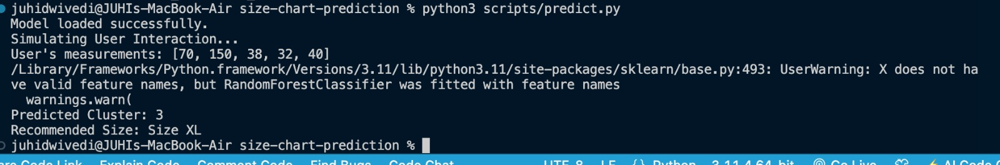 juhidwivedi@JUHIs-MacBook-Air size-chart-prediction % python3 scripts/predict.py
Model loaded successfully.
Simulating User Interaction...
User's measurements: [70, 150, 38, 32, 40]
/Library/Frameworks/Python.framework/Versions/3.11/lib/python3.11/site-packages/sklearn/base.py:493: UserWarning: X does not ha
ve valid feature names, but RandomForestClassifier was fitted with feature names
  warnings.warn(
Predicted Cluster: 3
Recommended Size: Size XL
juhidwivedi@JUHIs-MacBook-Air size-chart-prediction %
Code Link Explain Code Comment Code Find Bugs Code Chat UTF-8 LF {} Python 3.11.4 64-bit Go Live AI Code